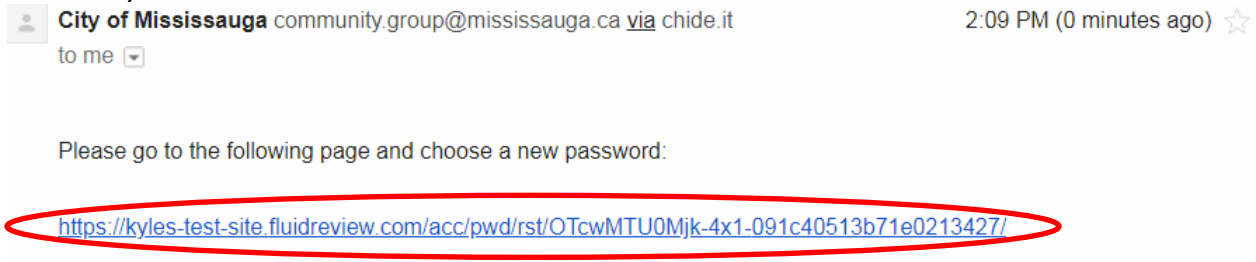 City of Mississauga community.group@mississauga.ca via chide.it 2:09 PM (0 minutes ago)
to me
Please go to the following page and choose a new password:
https://kyles-test-site.fluidreview.com/acc/pwd/rst/OTcwMTU0Mjk-4x1-091c40513b71e0213427/